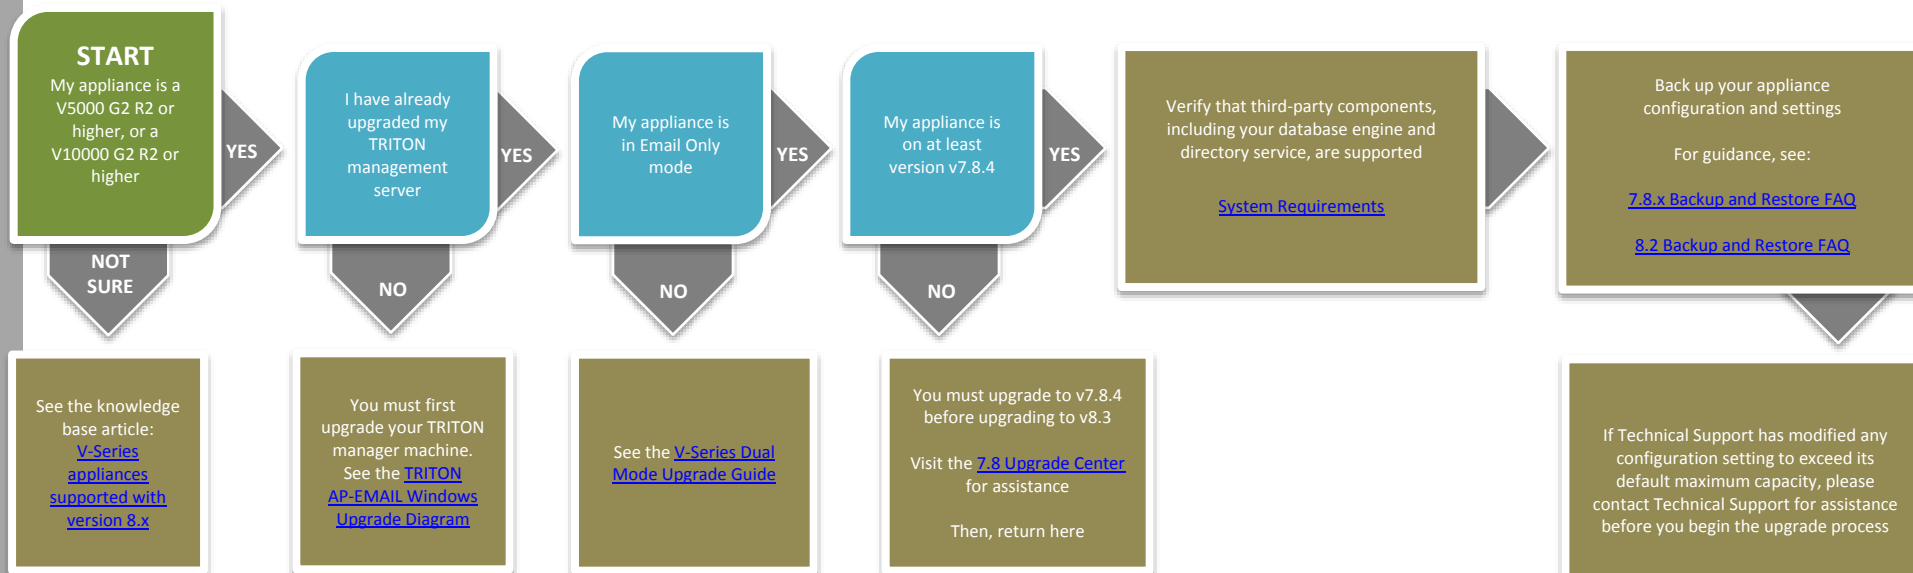 START
My appliance is a
V5000 G2 R2 or
higher, or a
V10000 G2 R2 or
higher
YES
NOT
SURE
See the knowledge
base article:
V-Series
appliances
supported with
version 8.x
I have already
upgraded my
TRITON
management
server
YES
NO
You must first
upgrade your TRITON
manager machine.
See the TRITON
AP-EMAIL Windows
Upgrade Diagram
My appliance is
in Email Only
mode
YES
NO
See the V-Series Dual
Mode Upgrade Guide
My appliance is
on at least
version v7.8.4
YES
NO
You must upgrade to v7.8.4
before upgrading to v8.3
Visit the 7.8 Upgrade Center
for assistance
Then, return here
Verify that third-party components,
including your database engine and
directory service, are supported
System Requirements
Back up your appliance
configuration and settings
For guidance, see:
7.8.x Backup and Restore FAQ
8.2 Backup and Restore FAQ
If Technical Support has modified any
configuration setting to exceed its
default maximum capacity, please
contact Technical Support for assistance
before you begin the upgrade process